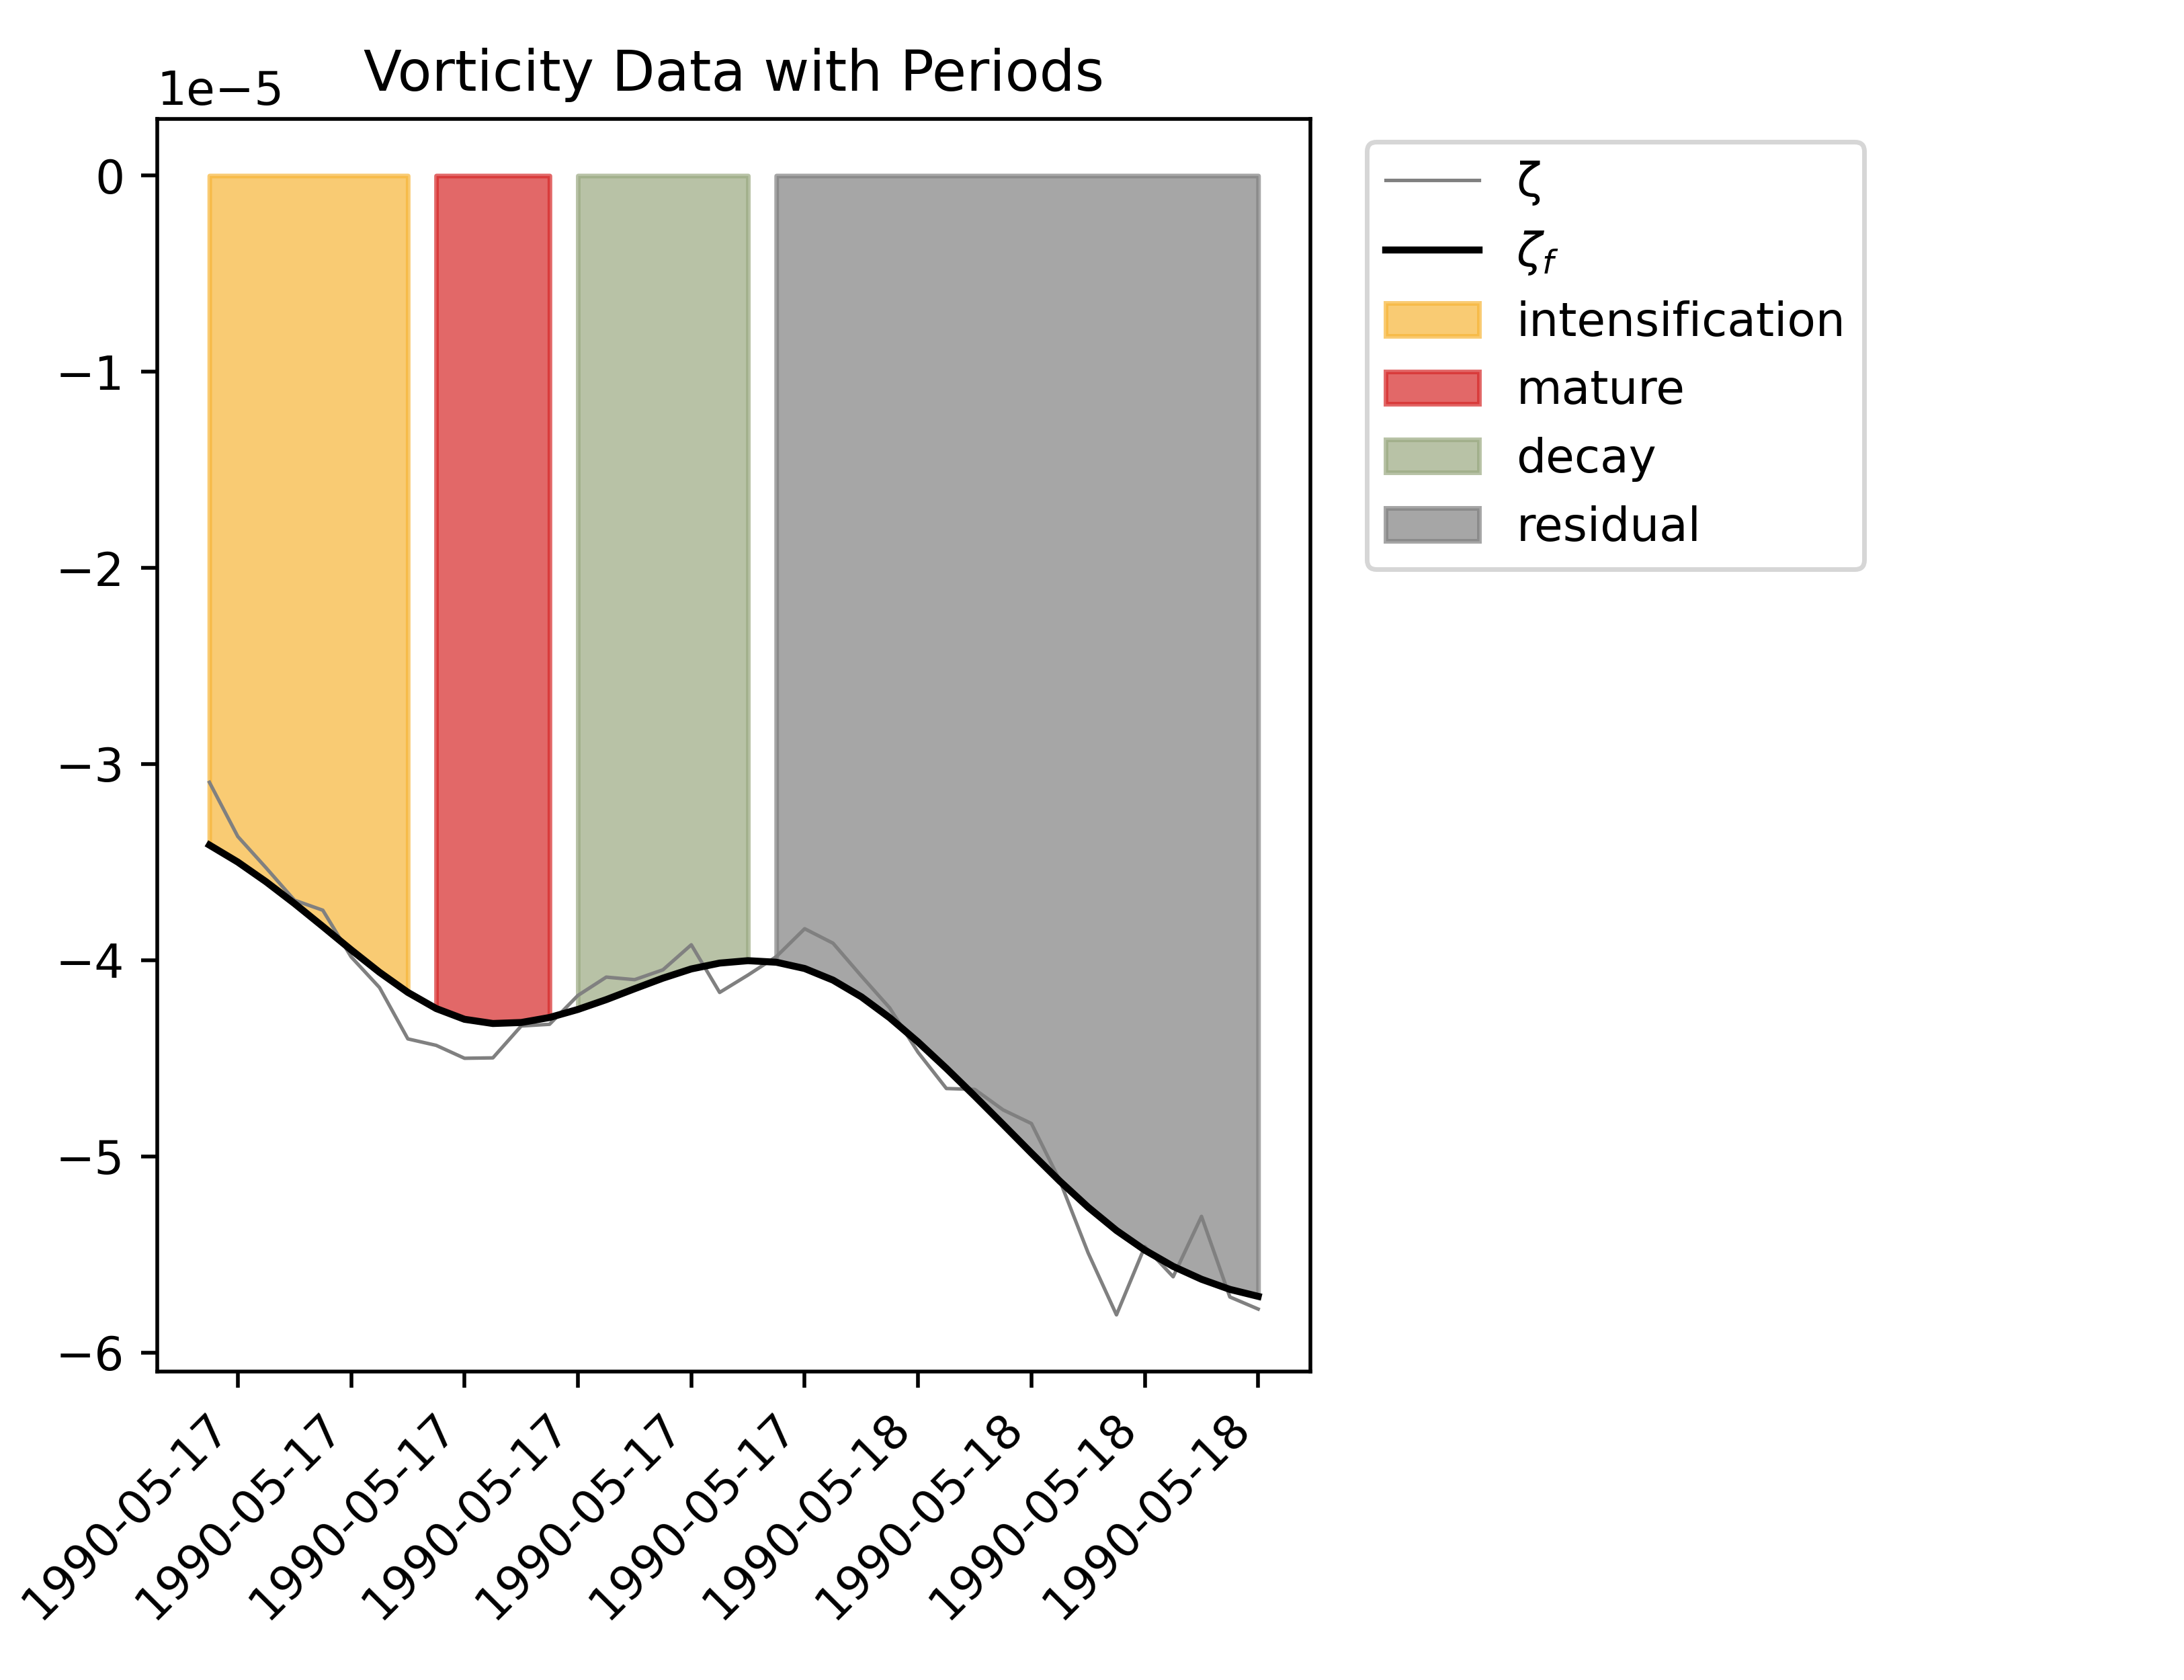 Vorticity Data with Periods
1e−5
0
−1
−2
−3
−4
−5
−6
1990-05-17
1990-05-17
1990-05-17
1990-05-17
1990-05-17
1990-05-17
1990-05-18
1990-05-18
1990-05-18
1990-05-18
ζ
ζf
intensification
mature
decay
residual